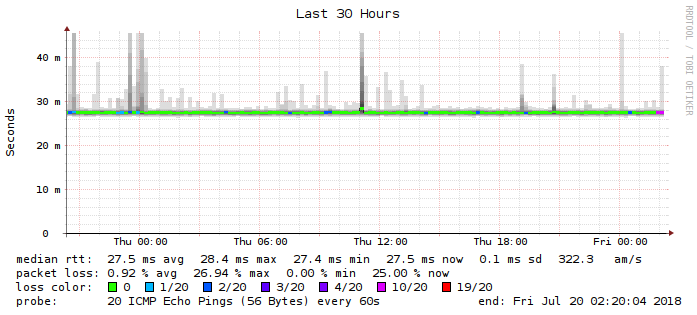 Last 30 Hours
RRDTOOL / TOBI OETIKER
Seconds
40 m
30 m
20 m
10 m
0
Thu 00:00 Thu 06:00 Thu 12:00 Thu 18:00 Fri 00:00
median rtt: 27.5 ms avg 28.4 ms max 27.4 ms min 27.5 ms now 0.1 ms sd 322.3 am/s
packet loss: 0.92 % avg 26.94 % max 0.00 % min 25.00 % now
loss color: 0 1/20 2/20 3/20 4/20 10/20 19/20
probe: 20 ICMP Echo Pings (56 Bytes) every 60s end: Fri Jul 20 02:20:04 2018